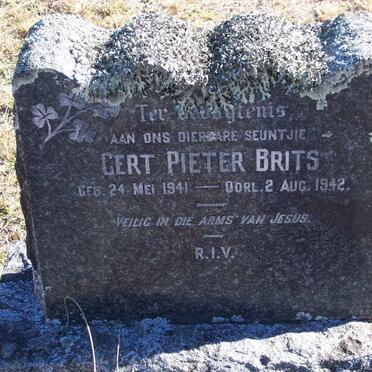 Ter
AAN ONS DIERBARE SEUNTJIE
GERT PIETER BRITS
GEB. 24 MEI 1941 — OORL. 2 AUG. 1942.
VEILIG IN DIE ARMS VAN JESUS.
R.I.V.